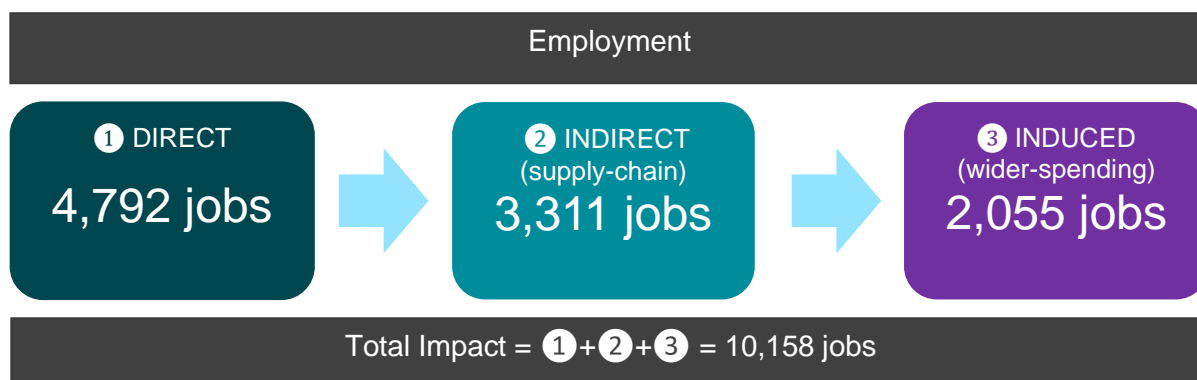 Employment
❶ DIRECT
4,792 jobs
❷ INDIRECT
(supply-chain)
3,311 jobs
❸ INDUCED
(wider-spending)
2,055 jobs
Total Impact = ❶+❷+❸ = 10,158 jobs